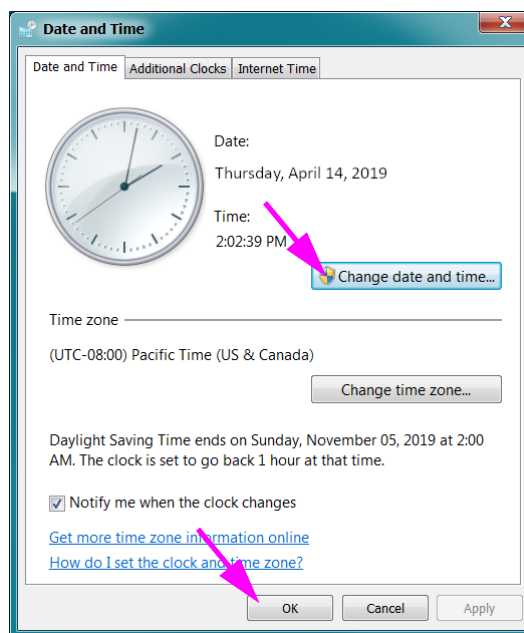 Date and Time
Date and Time Additional Clocks Internet Time
Date:
Thursday, April 14, 2019
Time:
2:02:39 PM
Change date and time...
Time zone
(UTC-08:00) Pacific Time (US & Canada)
Change time zone...
Daylight Saving Time ends on Sunday, November 05, 2019 at 2:00
AM. The clock is set to go back 1 hour at that time.
Notify me when the clock changes
Get more time zone information online
How do I set the clock and time zone?
OK Cancel Apply